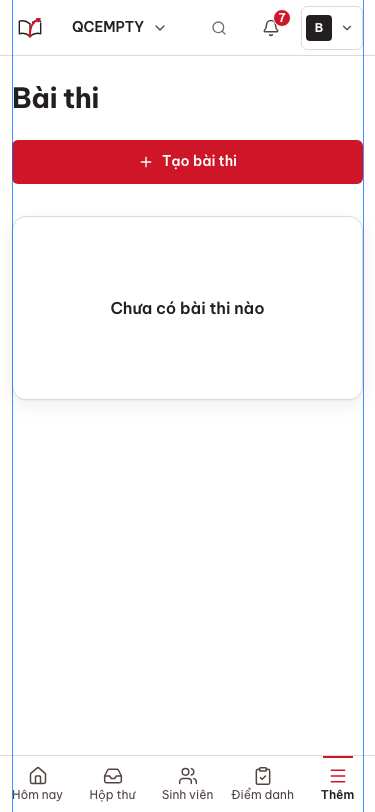 QCEMPTY
7
B
Bài thi
+ Tạo bài thi
Chưa có bài thi nào
Hôm nay
Hộp thư
Sinh viên
Điểm danh
Thêm